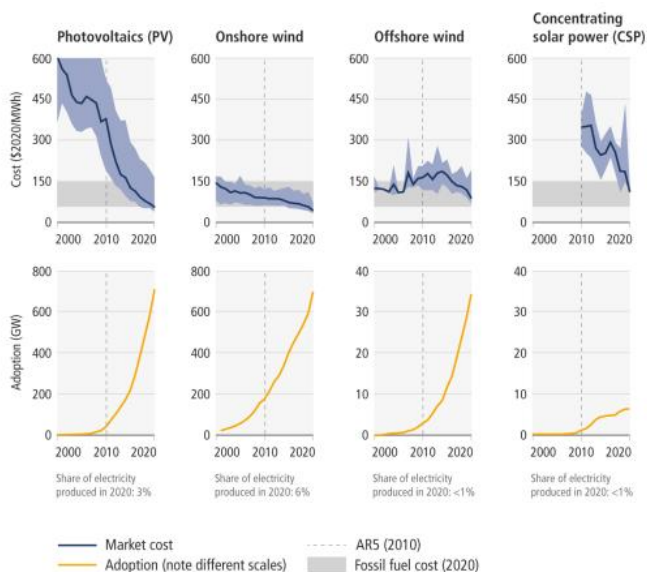 Photovoltaics (PV)
Onshore wind
Offshore wind
Concentrating
solar power (CSP)
Cost ($2020/MWh)
600
450
300
150
0
2000 2010 2020
600
450
300
150
0
2000 2010 2020
600
450
300
150
0
2000 2010 2020
600
450
300
150
0
2000 2010 2020
Adoption (GW)
800
600
400
200
0
2000 2010 2020
800
600
400
200
0
2000 2010 2020
40
30
20
10
0
2000 2010 2020
40
30
20
10
0
2000 2010 2020
Share of electricity
produced in 2020: 3%
Share of electricity
produced in 2020: 6%
Share of electricity
produced in 2020: <1%
Share of electricity
produced in 2020: <1%
Market cost
AR5 (2010)
Adoption (note different scales)
Fossil fuel cost (2020)